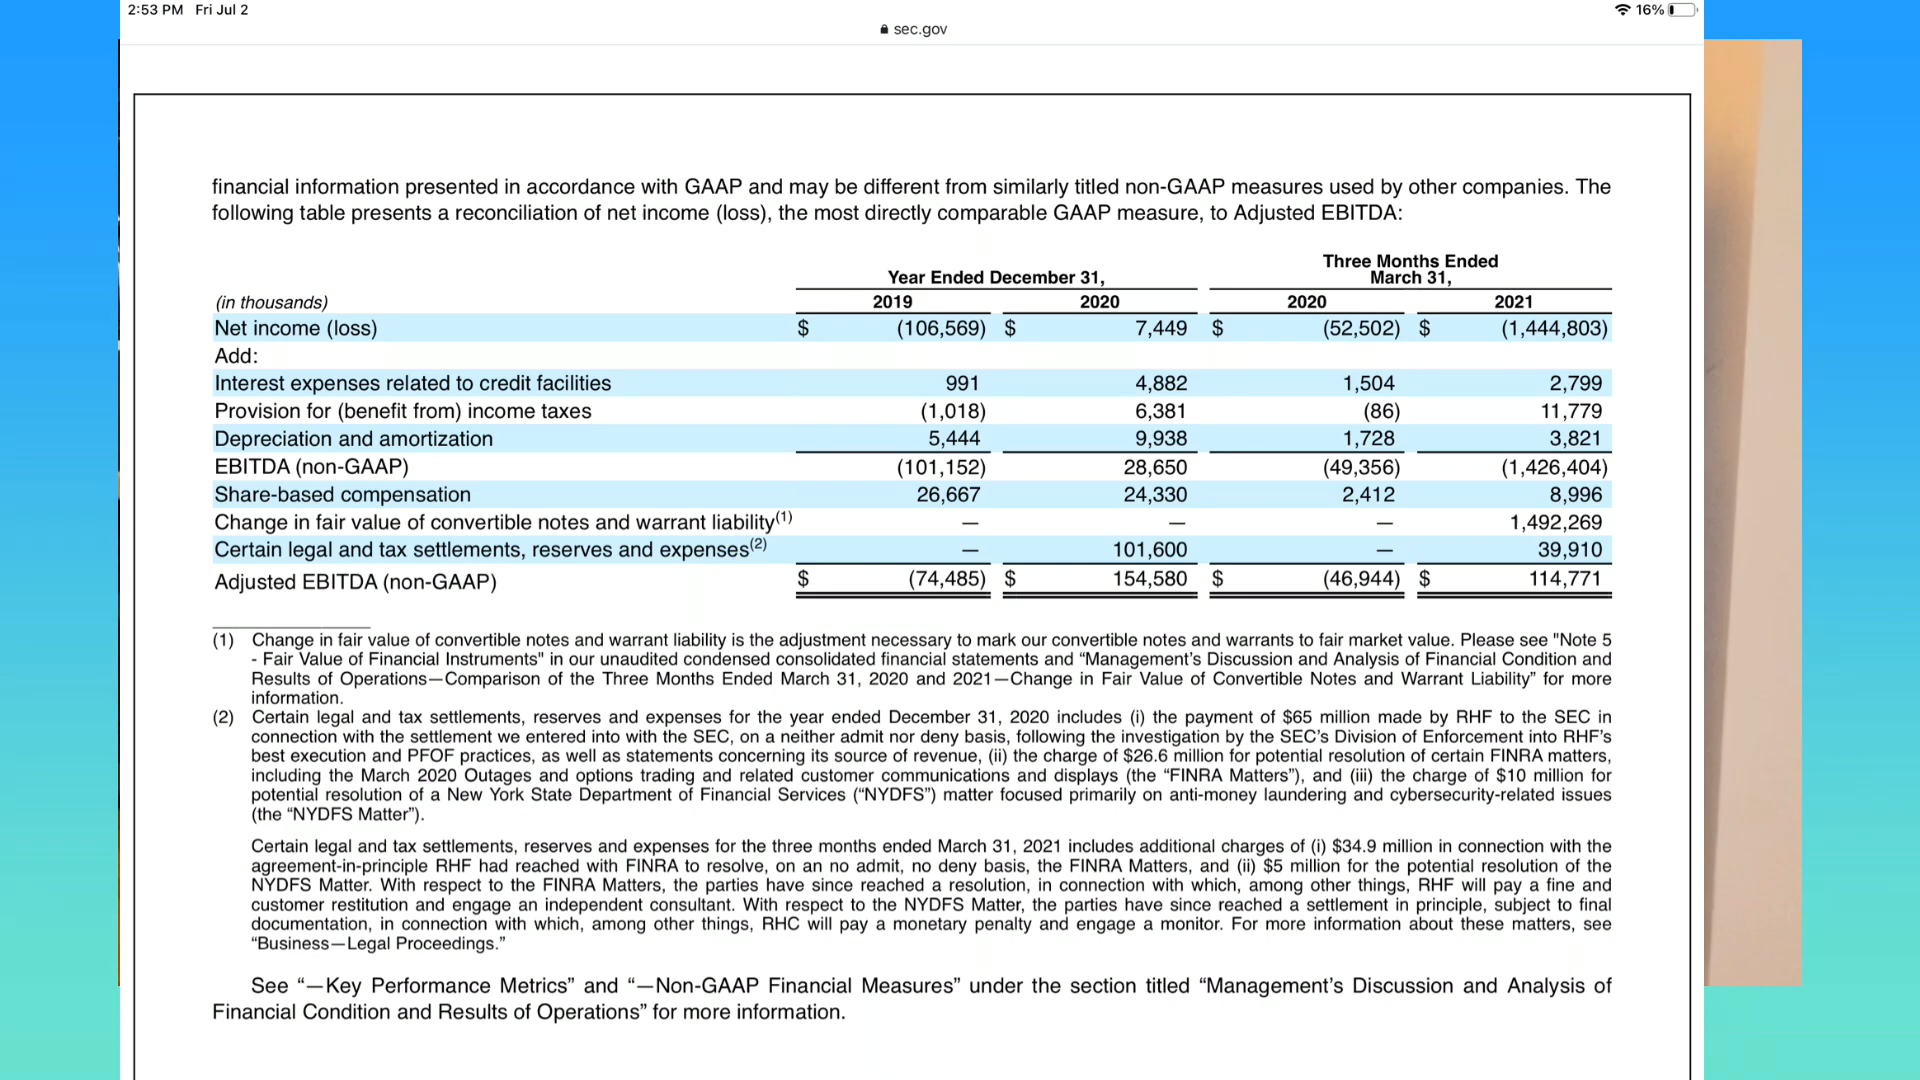 2:53 PM Fri Jul 2
16%
sec.gov
financial information presented in accordance with GAAP and may be different from similarly titled non-GAAP measures used by other companies. The
following table presents a reconciliation of net income (loss), the most directly comparable GAAP measure, to Adjusted EBITDA:
Year Ended December 31, Three Months Ended March 31,
(in thousands) 2019 2020 2020 2021
Net income (loss) $ (106,569) $ 7,449 $ (52,502) $ (1,444,803)
Add:
Interest expenses related to credit facilities 991 4,882 1,504 2,799
Provision for (benefit from) income taxes (1,018) 6,381 (86) 11,779
Depreciation and amortization 5,444 9,938 1,728 3,821
EBITDA (non-GAAP) (101,152) 28,650 (49,356) (1,426,404)
Share-based compensation 26,667 24,330 2,412 8,996
Change in fair value of convertible notes and warrant liability(1) — — — 1,492,269
Certain legal and tax settlements, reserves and expenses(2) — 101,600 — 39,910
Adjusted EBITDA (non-GAAP) $ (74,485) $ 154,580 $ (46,944) $ 114,771
(1) Change in fair value of convertible notes and warrant liability is the adjustment necessary to mark our convertible notes and warrants to fair market value. Please see "Note 5
- Fair Value of Financial Instruments" in our unaudited condensed consolidated financial statements and “Management’s Discussion and Analysis of Financial Condition and
Results of Operations—Comparison of the Three Months Ended March 31, 2020 and 2021—Change in Fair Value of Convertible Notes and Warrant Liability” for more
information.
(2) Certain legal and tax settlements, reserves and expenses for the year ended December 31, 2020 includes (i) the payment of $65 million made by RHF to the SEC in
connection with the settlement we entered into with the SEC, on a neither admit nor deny basis, following the investigation by the SEC’s Division of Enforcement into RHF’s
best execution and PFOF practices, as well as statements concerning its source of revenue, (ii) the charge of $26.6 million for potential resolution of certain FINRA matters,
including the March 2020 Outages and options trading and related customer communications and displays (the “FINRA Matters”), and (iii) the charge of $10 million for
potential resolution of a New York State Department of Financial Services (“NYDFS”) matter focused primarily on anti-money laundering and cybersecurity-related issues
(the “NYDFS Matter”).
Certain legal and tax settlements, reserves and expenses for the three months ended March 31, 2021 includes additional charges of (i) $34.9 million in connection with the
agreement-in-principle RHF had reached with FINRA to resolve, on an no admit, no deny basis, the FINRA Matters, and (ii) $5 million for the potential resolution of the
NYDFS Matter. With respect to the FINRA Matters, the parties have since reached a resolution, in connection with which, among other things, RHF will pay a fine and
customer restitution and engage an independent consultant. With respect to the NYDFS Matter, the parties have since reached a settlement in principle, subject to final
documentation, in connection with which, among other things, RHC will pay a monetary penalty and engage a monitor. For more information about these matters, see
“Business—Legal Proceedings.”
See “—Key Performance Metrics” and “—Non-GAAP Financial Measures” under the section titled “Management’s Discussion and Analysis of
Financial Condition and Results of Operations” for more information.